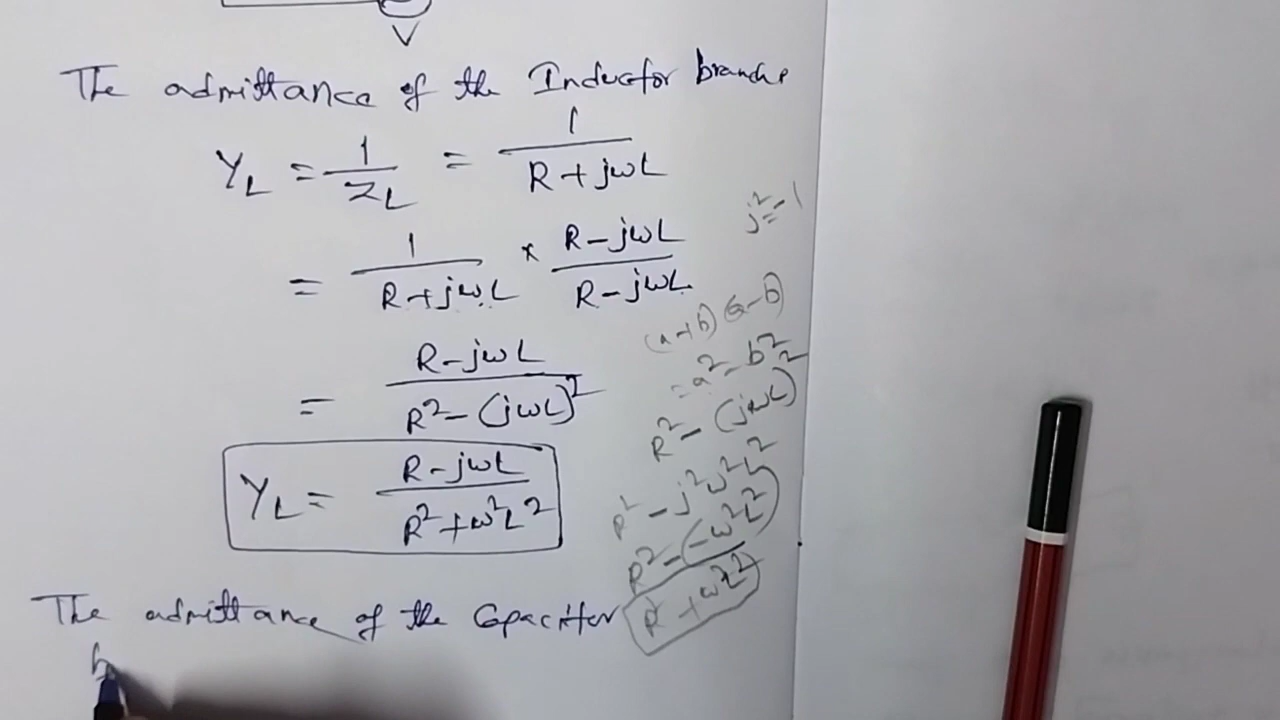 V
The admittance of the Inductor branch
Y_L = 1/Z_L = 1/(R + jωL)
= 1/(R+jωL) × (R-jωL)/(R-jωL)
j² = -1
(a+b)(a-b)
= a² - b²
= (R-jωL)/(R²-(jωL)²)
R² - (jωL)²
Y_L = (R-jωL)/(R²+ω²L²)
R² - j²ω²L²
R² - (-ω²L²)
R² + ω²L²
The admittance of the Capacitor
b